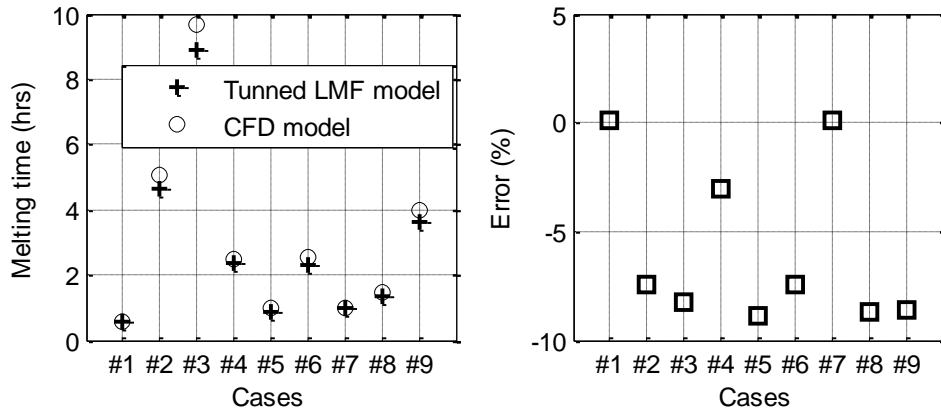 10
8
6
4
2
0
Melting time (hrs)
Tunned LMF model
CFD model
#1 #2 #3 #4 #5 #6 #7 #8 #9
Cases
5
0
-5
-10
Error (%)
#1 #2 #3 #4 #5 #6 #7 #8 #9
Cases